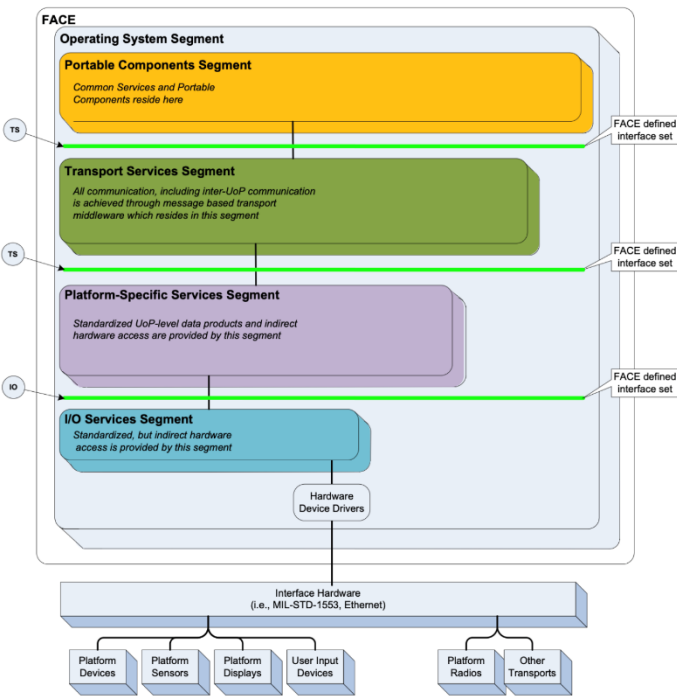 FACE
Operating System Segment
Portable Components Segment
Common Services and Portable
Components reside here
TS
FACE defined
interface set
Transport Services Segment
All communication, including inter-UoP communication
is achieved through message based transport
middleware which resides in this segment
TS
FACE defined
interface set
Platform-Specific Services Segment
Standardized UoP-level data products and indirect
hardware access are provided by this segment
IO
FACE defined
interface set
I/O Services Segment
Standardized, but indirect hardware
access is provided by this segment
Hardware
Device Drivers
Interface Hardware
(i.e., MIL-STD-1553, Ethernet)
Platform
Devices
Platform
Sensors
Platform
Displays
User Input
Devices
Platform
Radios
Other
Transports